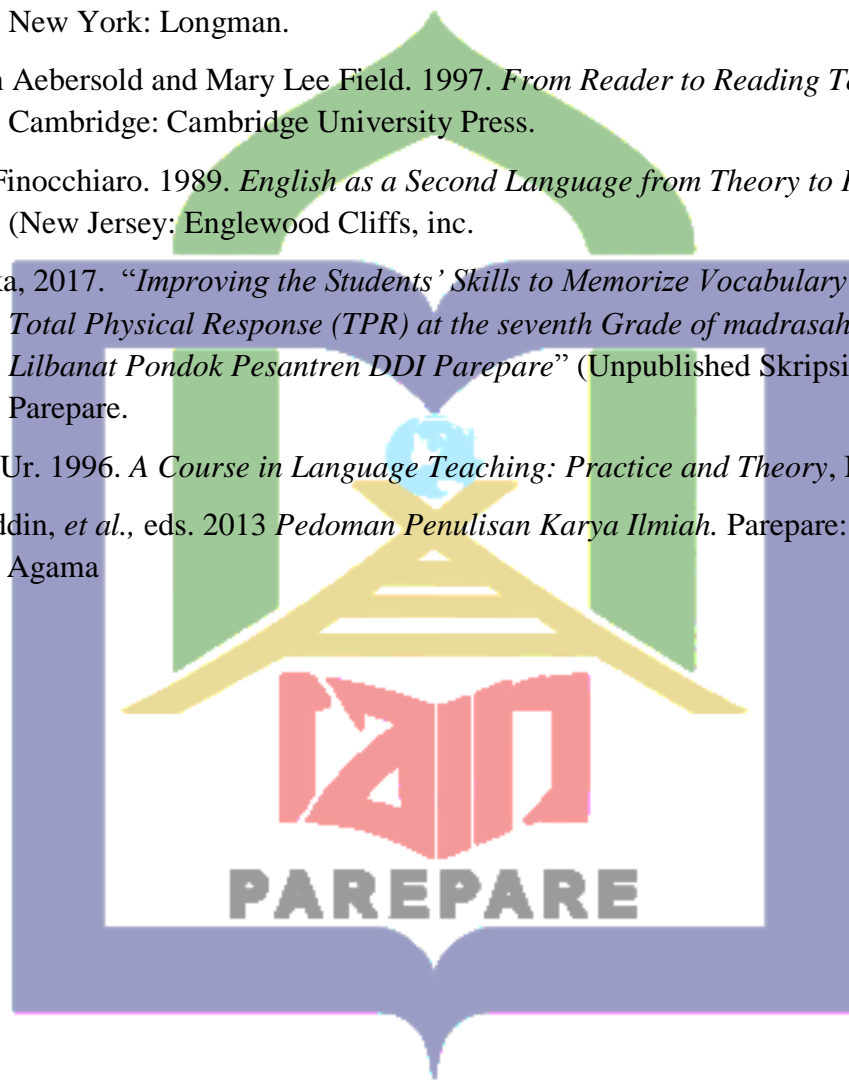 New York: Longman.
n Aebersold and Mary Lee Field. 1997. From Reader to Reading Te
Cambridge: Cambridge University Press.
Finocchiaro. 1989. English as a Second Language from Theory to
(New Jersey: Englewood Cliffs, inc.
ka, 2017. “Improving the Students’ Skills to Memorize Vocabulary
Total Physical Response (TPR) at the seventh Grade of madrasah
Lilbanat Pondok Pesantren DDI Parepare” (Unpublished Skripsi
Parepare.
Ur. 1996. A Course in Language Teaching: Practice and Theory,
ddin, et al., eds. 2013 Pedoman Penulisan Karya Ilmiah. Parepare:
Agama
iain
PAREPARE